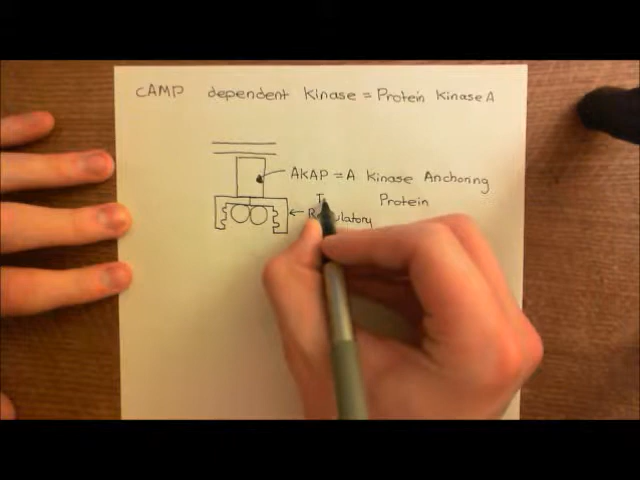 cAMP dependent Kinase = Protein Kinase A
AKAP = A Kinase Anchoring
Protein
I
Regulatory